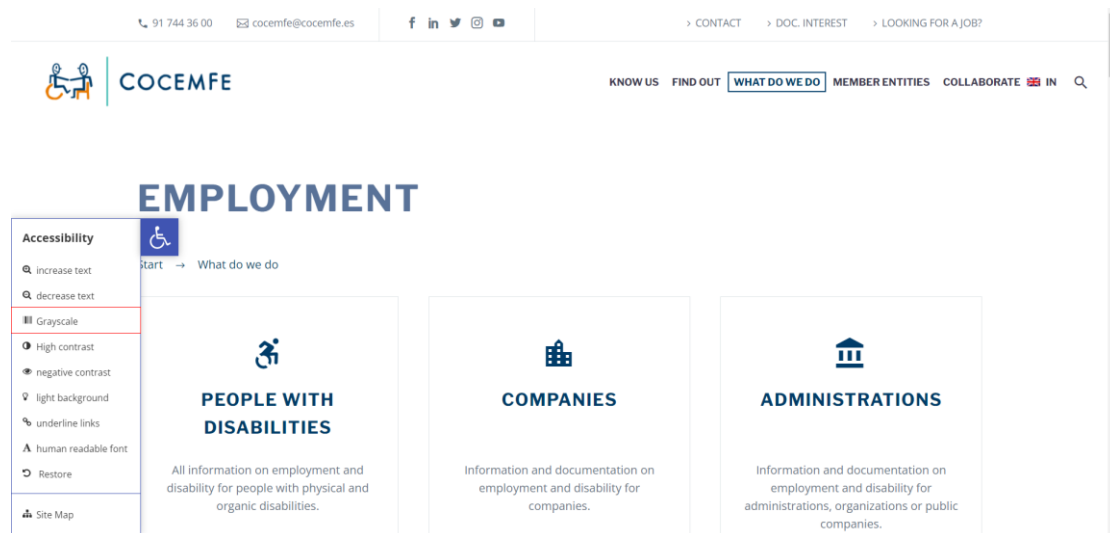 91 744 36 00 cocemfe@cocemfe.es > CONTACT > DOC. INTEREST > LOOKING FOR A JOB?
COCEMFE
KNOW US FIND OUT WHAT DO WE DO MEMBER ENTITIES COLLABORATE IN
EMPLOYMENT
Start → What do we do
Accessibility
increase text
decrease text
Grayscale
High contrast
negative contrast
light background
underline links
human readable font
Restore
Site Map
PEOPLE WITH
DISABILITIES
All information on employment and
disability for people with physical and
organic disabilities.
COMPANIES
Information and documentation on
employment and disability for
companies.
ADMINISTRATIONS
Information and documentation on
employment and disability for
administrations, organizations or public
companies.